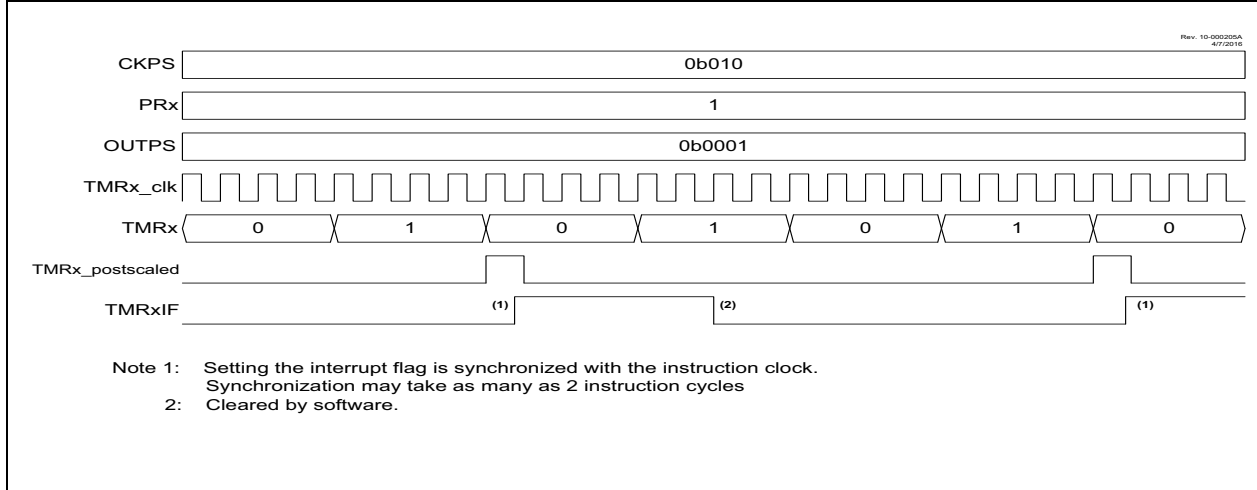 Rev. 10-000205A
4/7/2016
CKPS 0b010
PRx 1
OUTPS 0b0001
TMRx_clk
TMRx 0 1 0 1 0 1 0
TMRx_postscaled
TMRxIF (1) (2) (1)
Note 1: Setting the interrupt flag is synchronized with the instruction clock.
Synchronization may take as many as 2 instruction cycles
2: Cleared by software.